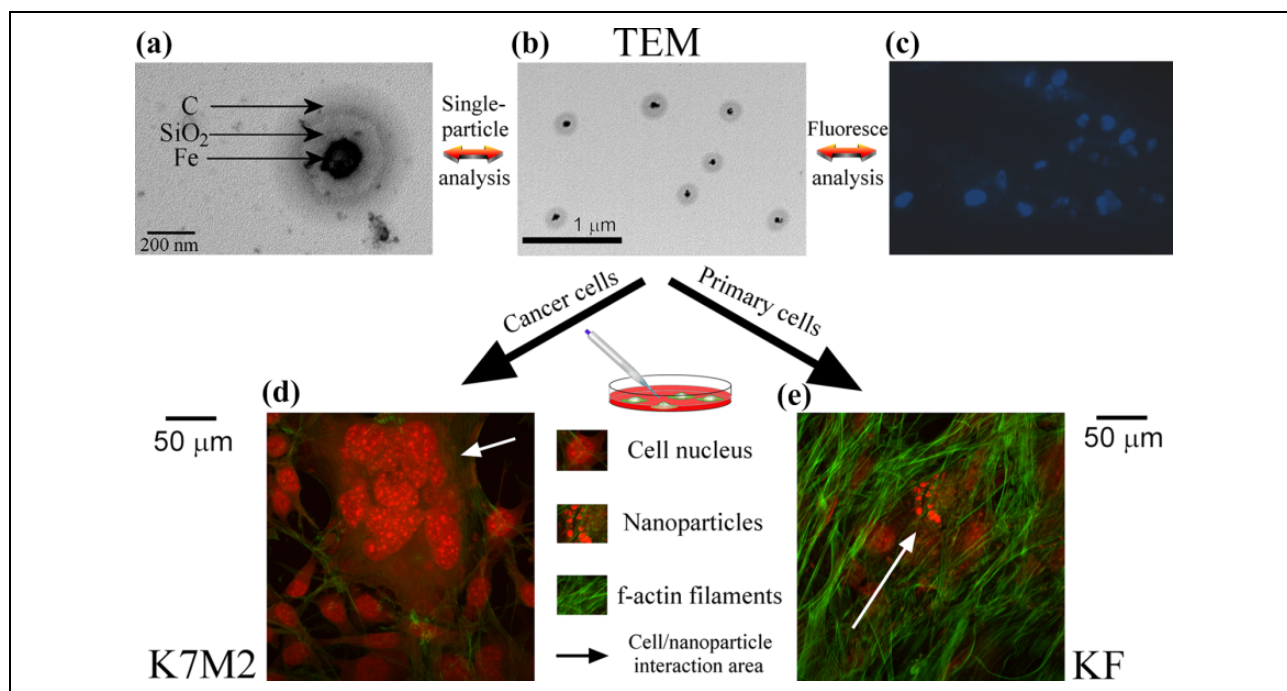 (a)
(b)
TEM
(c)
C
SiO₂
Fe
200 nm
Single-
particle
analysis
1 μm
Fluoresce
analysis
Cancer cells
Primary cells
(d)
(e)
50 μm
50 μm
Cell nucleus
Nanoparticles
f-actin filaments
Cell/nanoparticle
interaction area
K7M2
KF